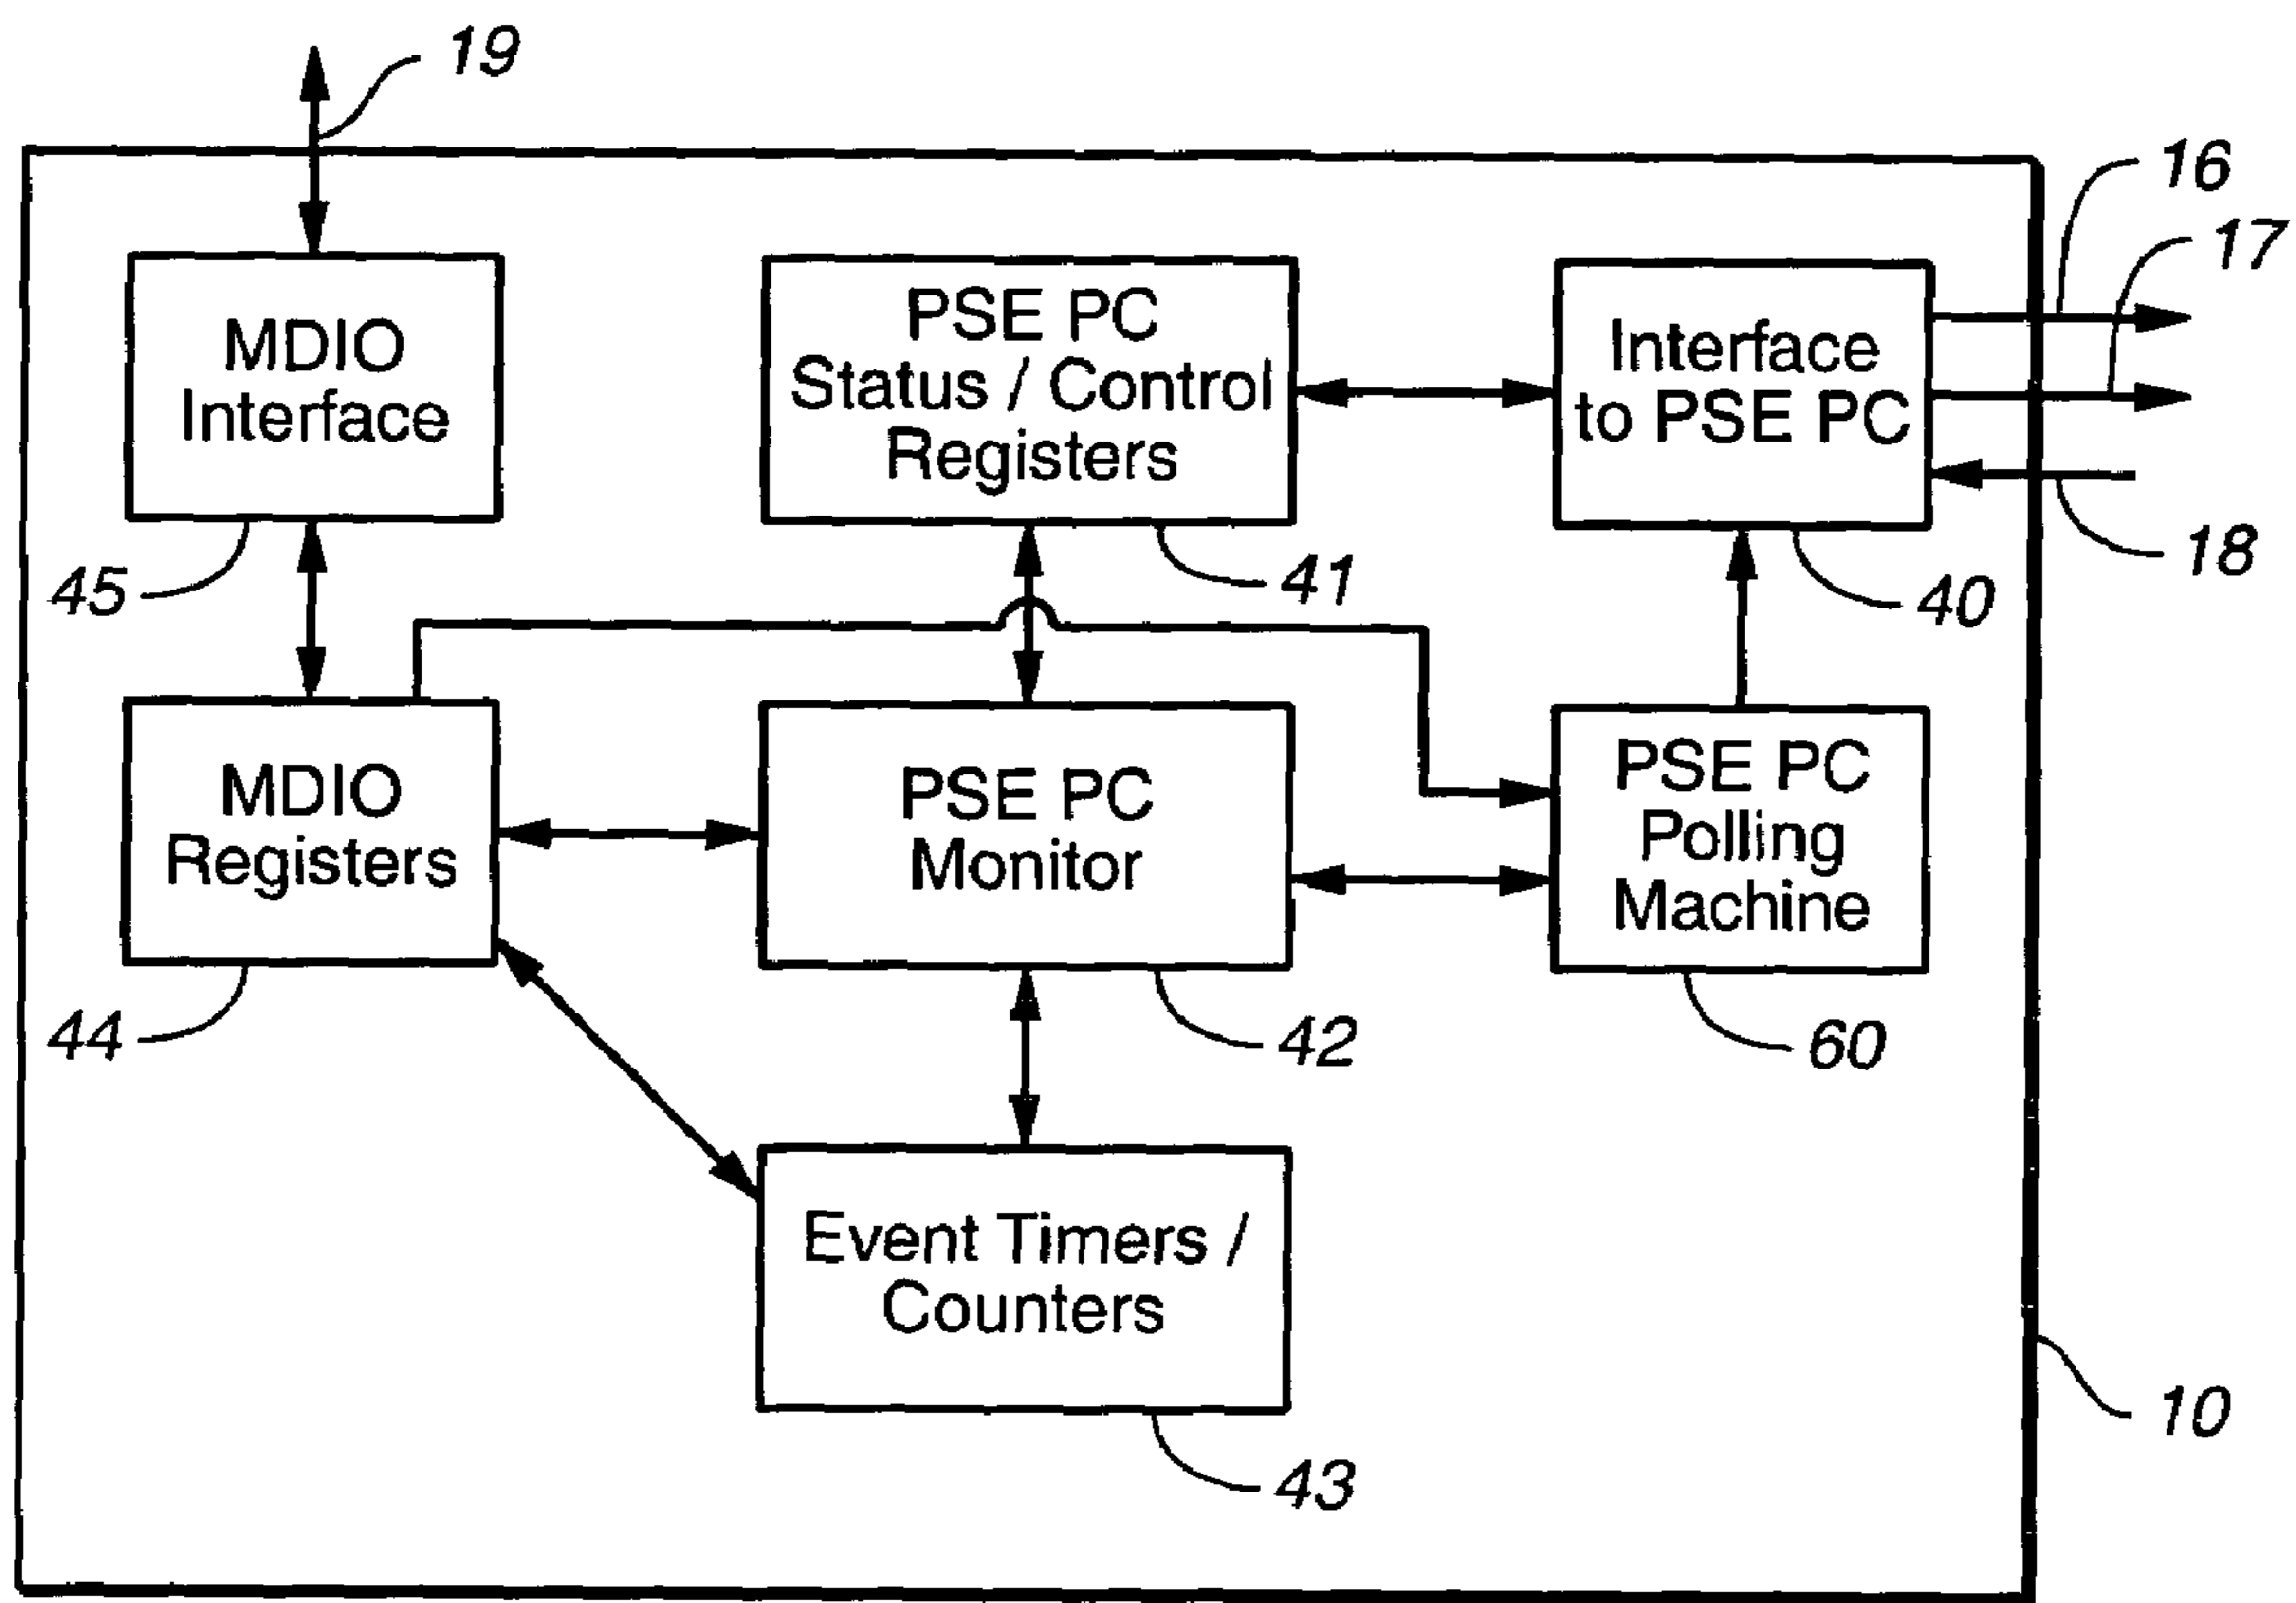 19
16
17
MDIO
Interface
PSE PC
Status / Control
Registers
Interface
to PSE PC
18
45
41
40
MDIO
Registers
PSE PC
Monitor
PSE PC
Polling
Machine
44
42
60
Event Timers /
Counters
10
43